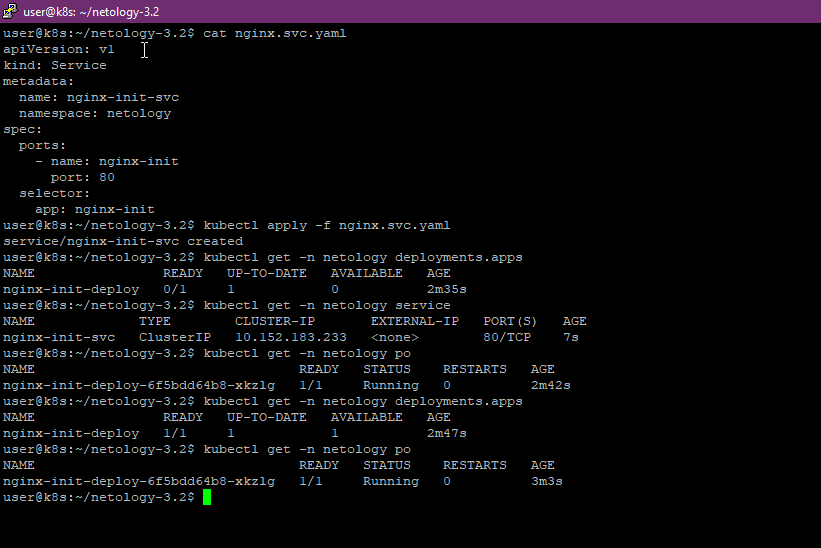 user@k8s: ~/netology-3.2
user@k8s:~/netology-3.2$ cat nginx.svc.yaml
apiVersion: v1
kind: Service
metadata:
  name: nginx-init-svc
  namespace: netology
spec:
  ports:
    - name: nginx-init
      port: 80
  selector:
    app: nginx-init
user@k8s:~/netology-3.2$ kubectl apply -f nginx.svc.yaml
service/nginx-init-svc created
user@k8s:~/netology-3.2$ kubectl get -n netology deployments.apps
NAME                READY   UP-TO-DATE   AVAILABLE   AGE
nginx-init-deploy   0/1     1            0           2m35s
user@k8s:~/netology-3.2$ kubectl get -n netology service
NAME             TYPE        CLUSTER-IP       EXTERNAL-IP   PORT(S)   AGE
nginx-init-svc   ClusterIP   10.152.183.233   <none>        80/TCP    7s
user@k8s:~/netology-3.2$ kubectl get -n netology po
NAME                                 READY   STATUS    RESTARTS   AGE
nginx-init-deploy-6f5bdd64b8-xkzlg   1/1     Running   0          2m42s
user@k8s:~/netology-3.2$ kubectl get -n netology deployments.apps
NAME                READY   UP-TO-DATE   AVAILABLE   AGE
nginx-init-deploy   1/1     1            1           2m47s
user@k8s:~/netology-3.2$ kubectl get -n netology po
NAME                                 READY   STATUS    RESTARTS   AGE
nginx-init-deploy-6f5bdd64b8-xkzlg   1/1     Running   0          3m3s
user@k8s:~/netology-3.2$